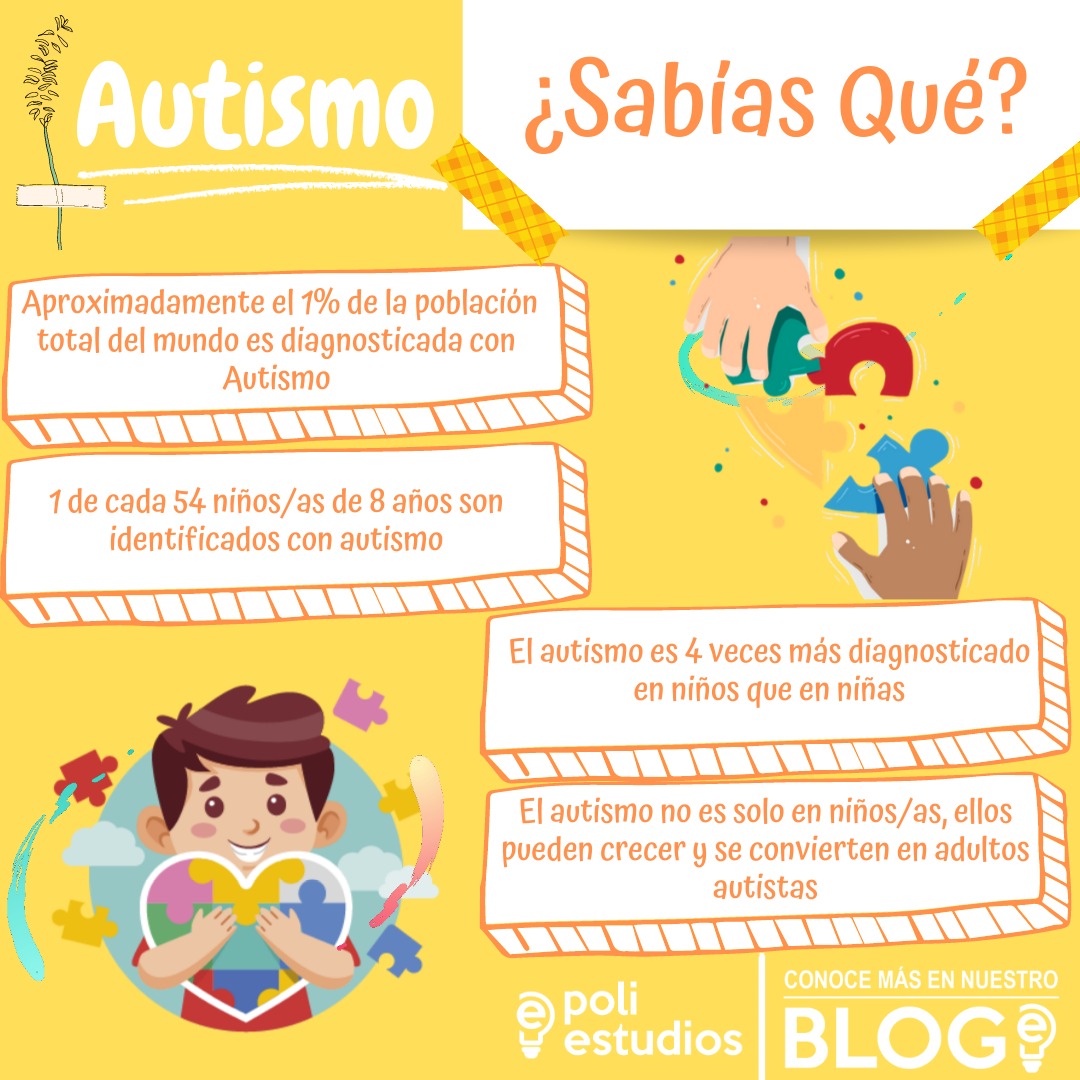 Autismo
¿Sabías Qué?
Aproximadamente el 1% de la población
total del mundo es diagnosticada con
Autismo
1 de cada 54 niños/as de 8 años son
identificados con autismo
El autismo es 4 veces más diagnosticado
en niños que en niñas
El autismo no es solo en niños/as, ellos
pueden crecer y se convierten en adultos
autistas
poli
estudios
CONOCE MÁS EN NUESTRO
BLOG